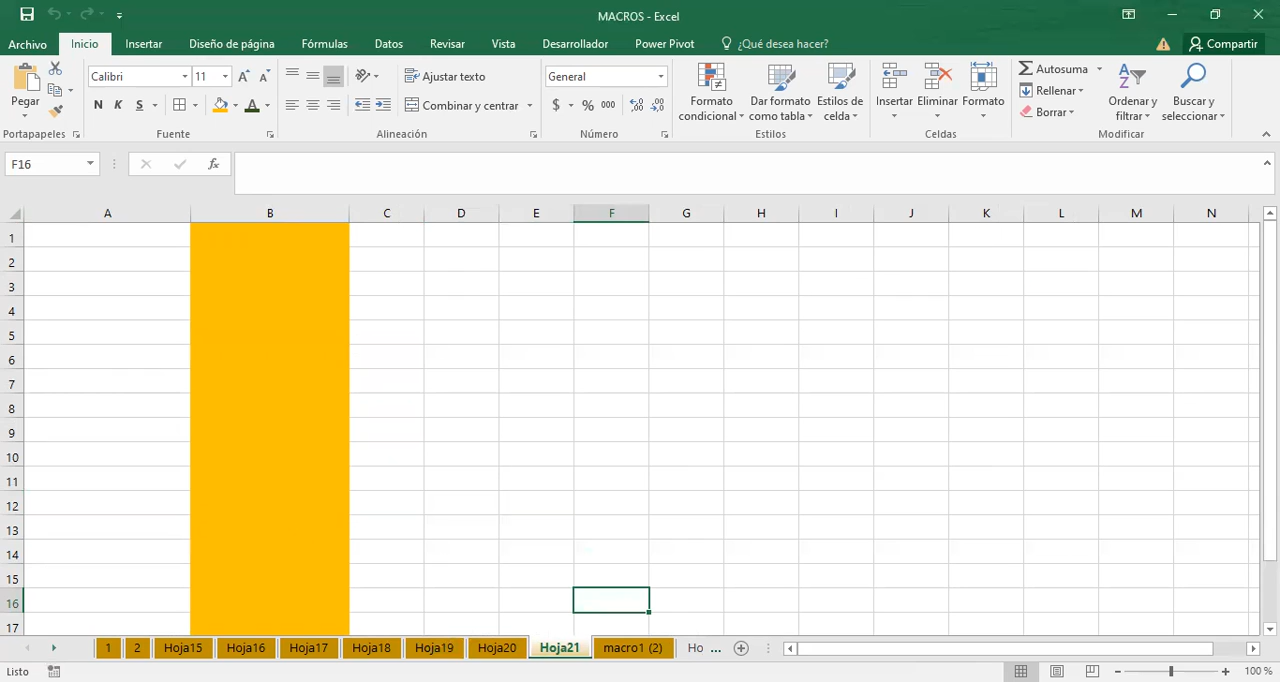 MACROS - Excel
Archivo Inicio Insertar Diseño de página Fórmulas Datos Revisar Vista Desarrollador Power Pivot ¿Qué desea hacer? Compartir
Pegar
Portapapeles
Calibri 11
N K S
Fuente
Ajustar texto
Combinar y centrar
Alineación
General
$ % 000
Número
Formato condicional
Dar formato como tabla
Estilos de celda
Estilos
Insertar Eliminar Formato
Celdas
Autosuma
Rellenar
Borrar
Ordenar y filtrar
Buscar y seleccionar
Modificar
F16 fx
A B C D E F G H I J K L M N
1
2
3
4
5
6
7
8
9
10
11
12
13
14
15
16
17
1 2 Hoja15 Hoja16 Hoja17 Hoja18 Hoja19 Hoja20 Hoja21 macro1 (2) Ho ...
Listo 100 %